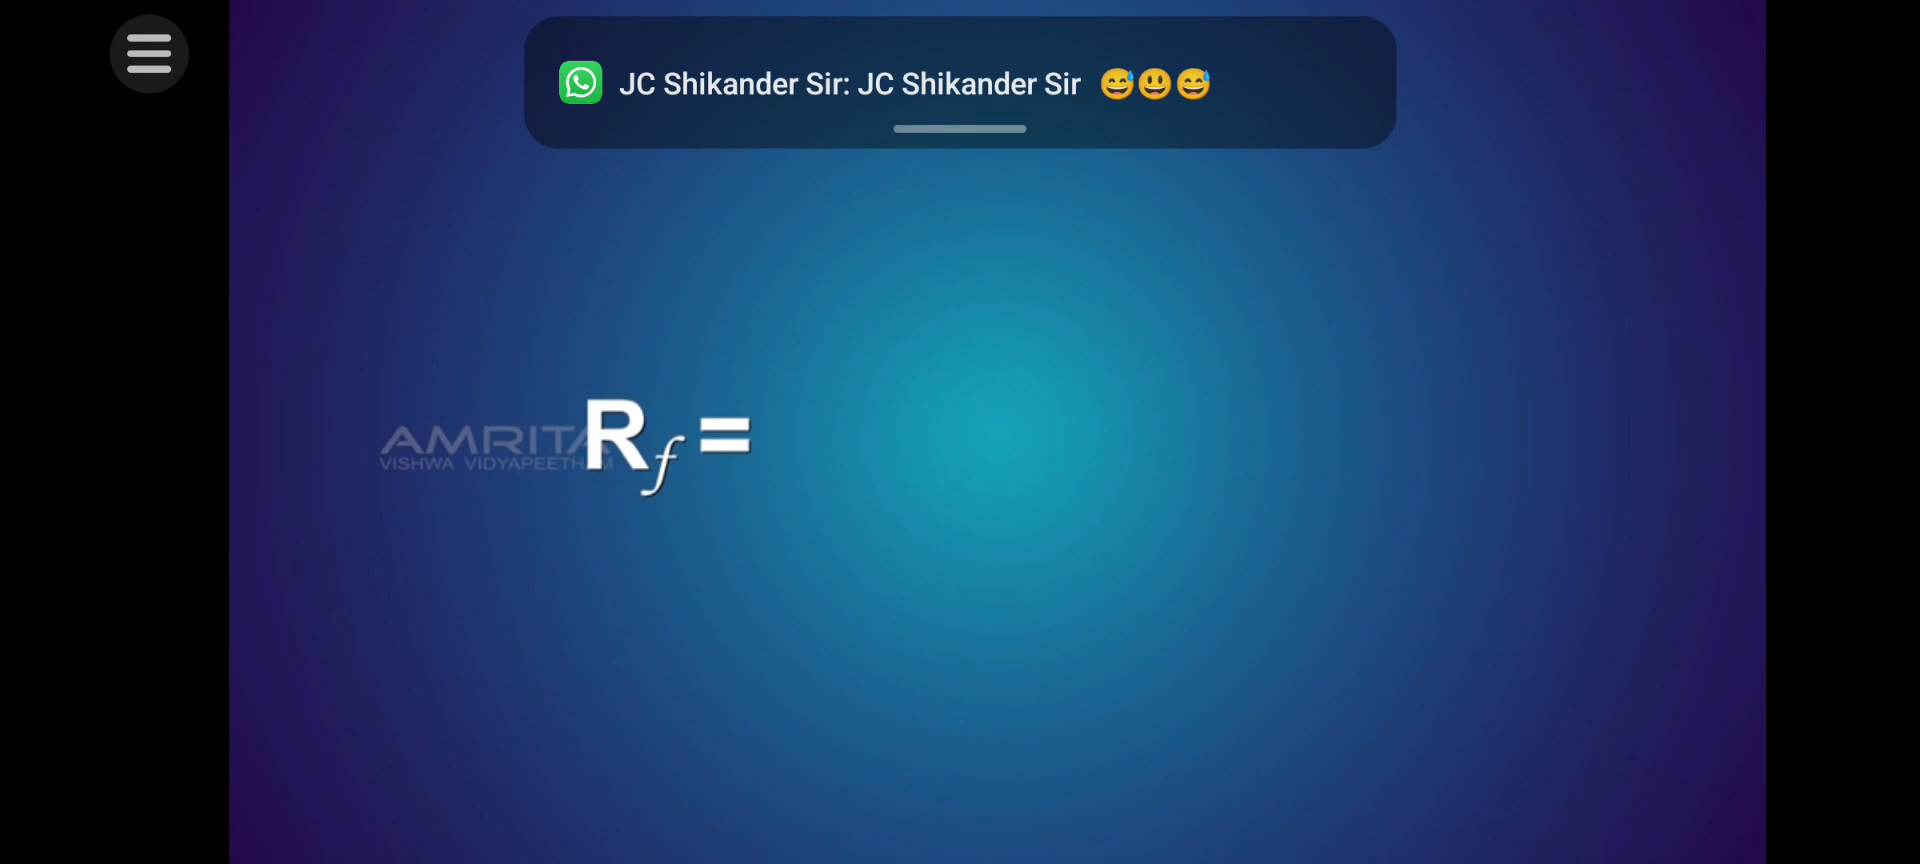 JC Shikander Sir: JC Shikander Sir 😅😃😅
AMRITA
VISHWA VIDYAPEETHAM
Rf =